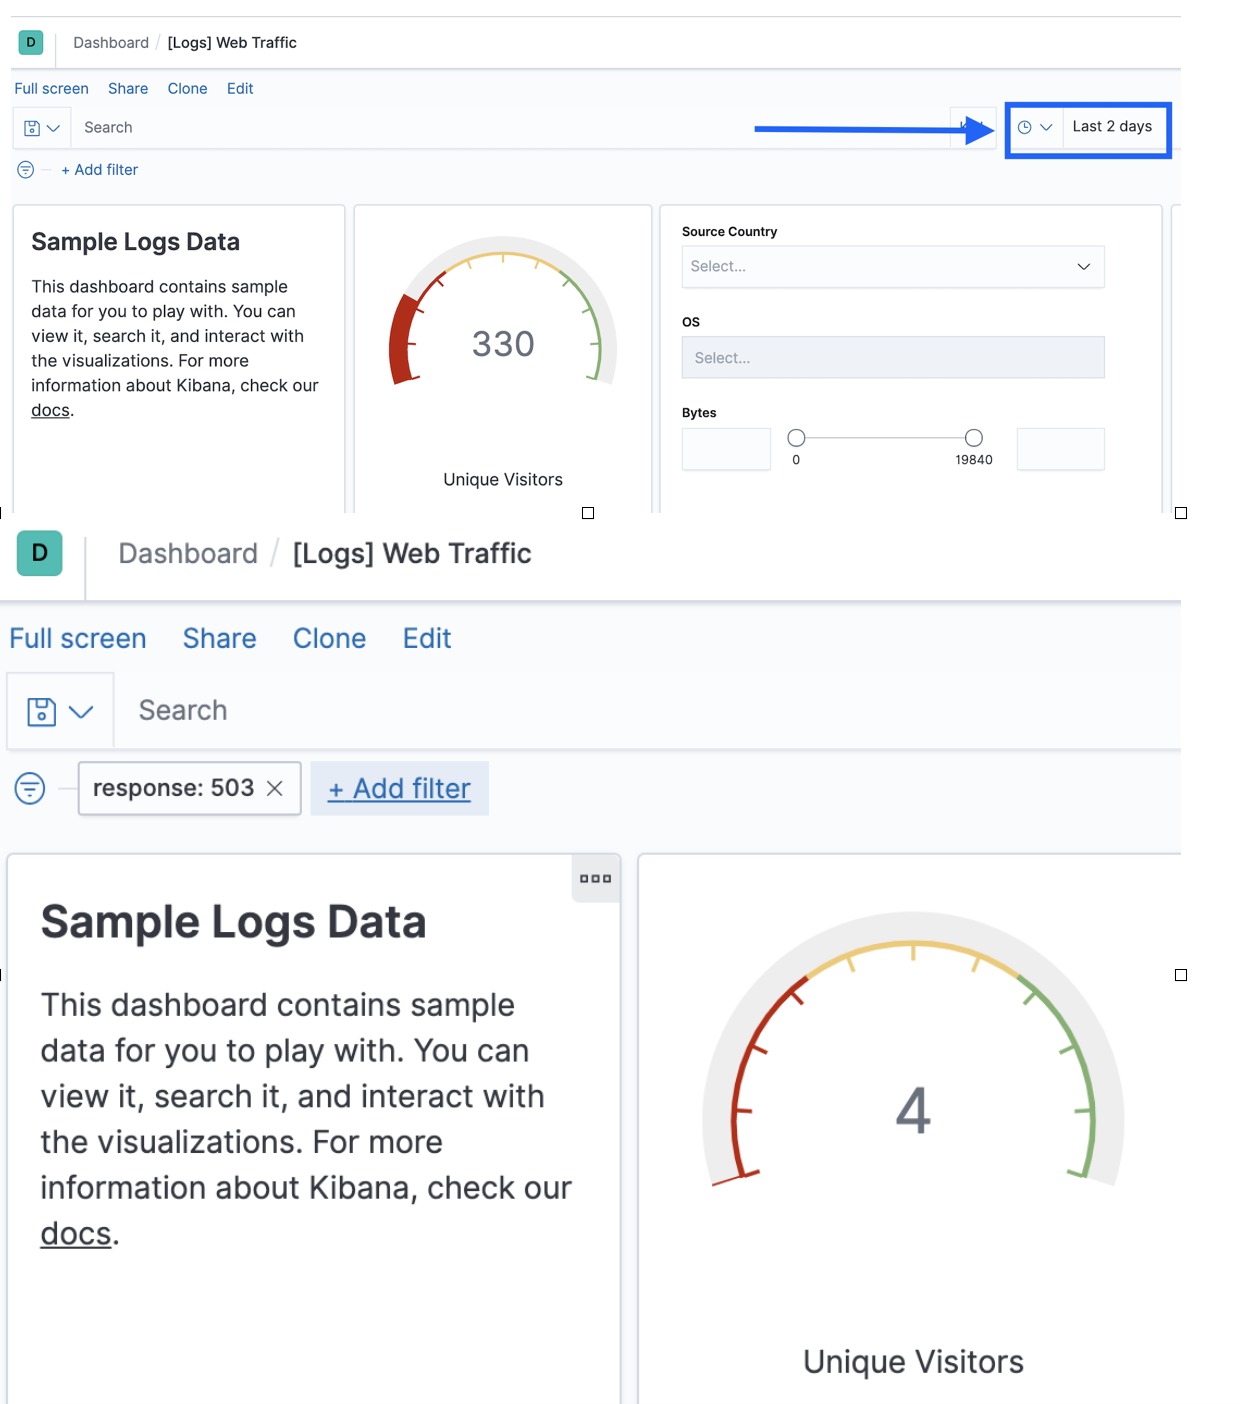 D Dashboard / [Logs] Web Traffic
Full screen Share Clone Edit
Search Last 2 days
+ Add filter
Sample Logs Data
This dashboard contains sample
data for you to play with. You can
view it, search it, and interact with
the visualizations. For more
information about Kibana, check our
docs.
330
Unique Visitors
Source Country
Select...
OS
Select...
Bytes
0 19840
D Dashboard / [Logs] Web Traffic
Full screen Share Clone Edit
Search
response: 503 + Add filter
Sample Logs Data
This dashboard contains sample
data for you to play with. You can
view it, search it, and interact with
the visualizations. For more
information about Kibana, check our
docs.
4
Unique Visitors